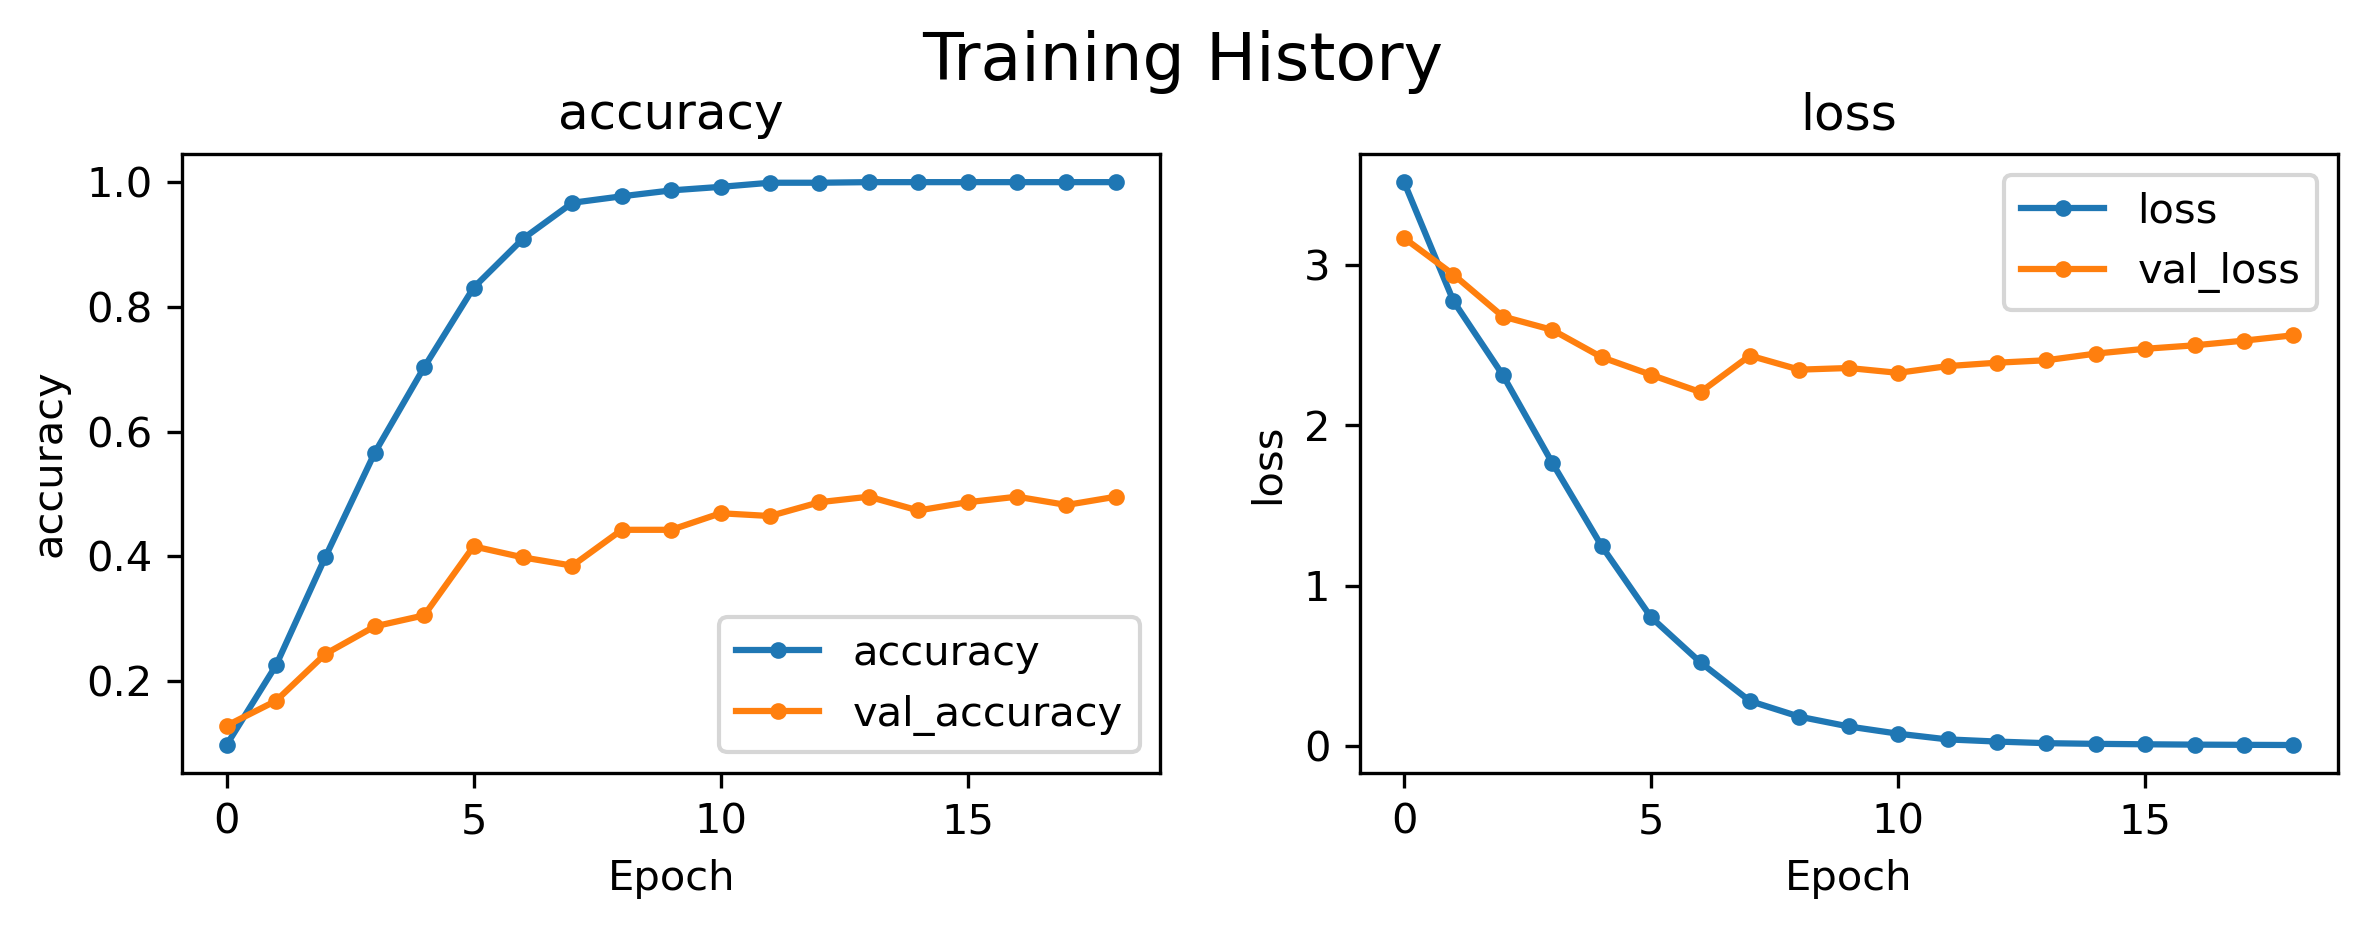 Training History
accuracy
accuracy
1.0
0.8
0.6
0.4
0.2
accuracy
val_accuracy
0 5 10 15
Epoch
loss
loss
3
2
1
0
loss
val_loss
0 5 10 15
Epoch